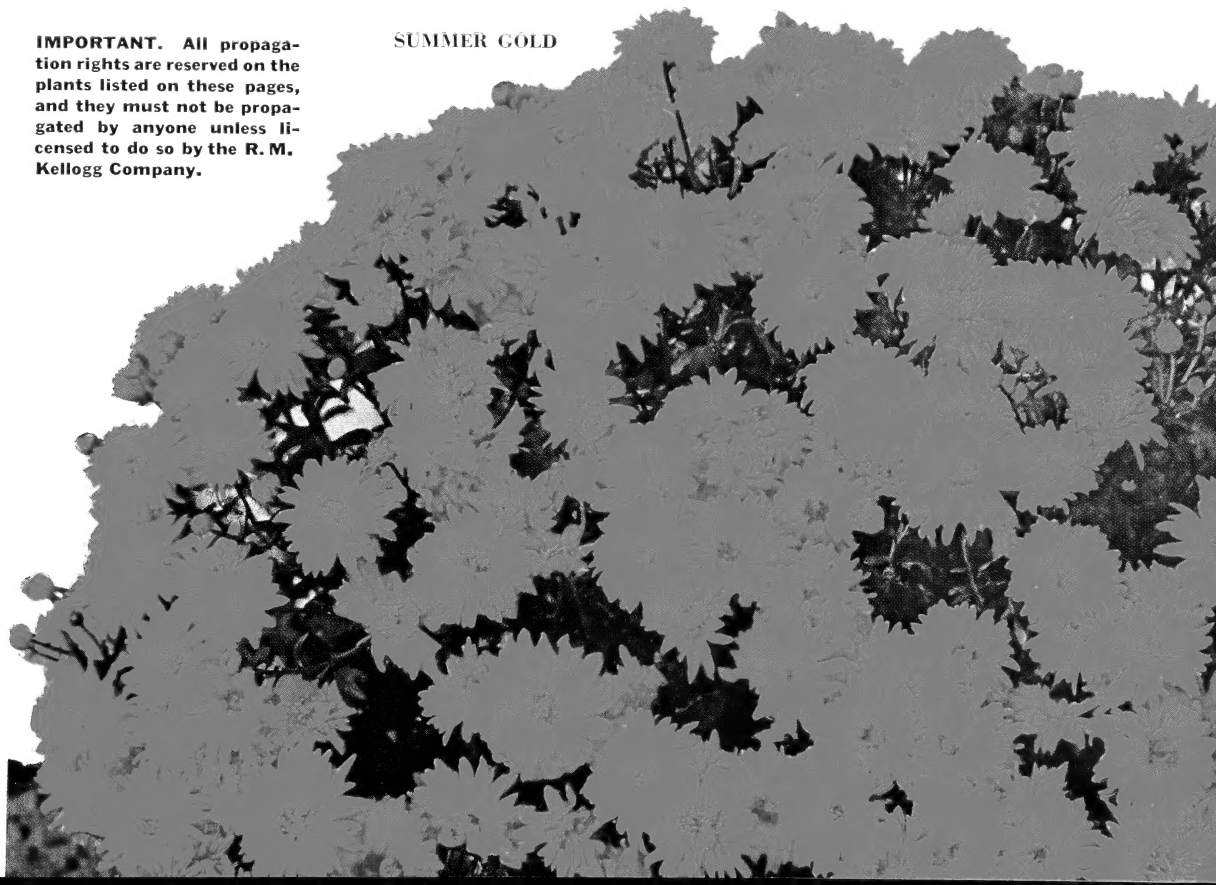 IMPORTANT. All propaga-
tion rights are reserved on the
plants listed on these pages,
and they must not be propa-
gated by anyone unless li-
censed to do so by the R. M.
Kellogg Company.
SUMMER GOLD